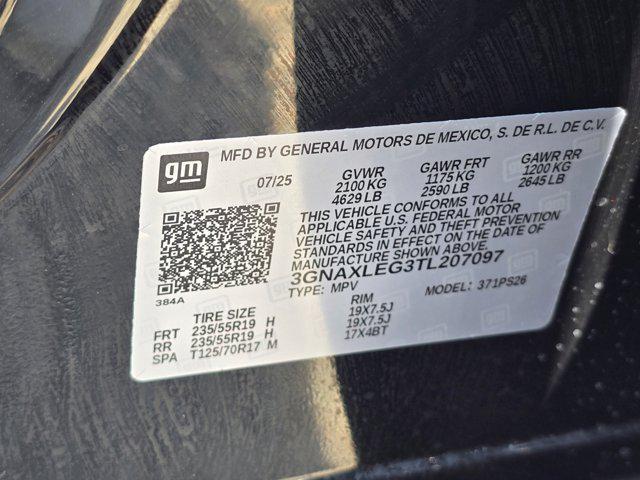 gm
MFD BY GENERAL MOTORS DE MEXICO, S. DE R.L. DE C.V.
07/25
GVWR GAWR FRT GAWR RR
2100 KG 1175 KG 1200 KG
4629 LB 2590 LB 2645 LB
THIS VEHICLE CONFORMS TO ALL
APPLICABLE U.S. FEDERAL MOTOR
VEHICLE SAFETY AND THEFT PREVENTION
STANDARDS IN EFFECT ON THE DATE OF
MANUFACTURE SHOWN ABOVE.
3GNAXLEG3TL207097
TYPE: MPV MODEL: 371PS26
384A
TIRE SIZE RIM
FRT 235/55R19 H 19X7.5J
RR 235/55R19 H 19X7.5J
SPA T125/70R17 M 17X4BT